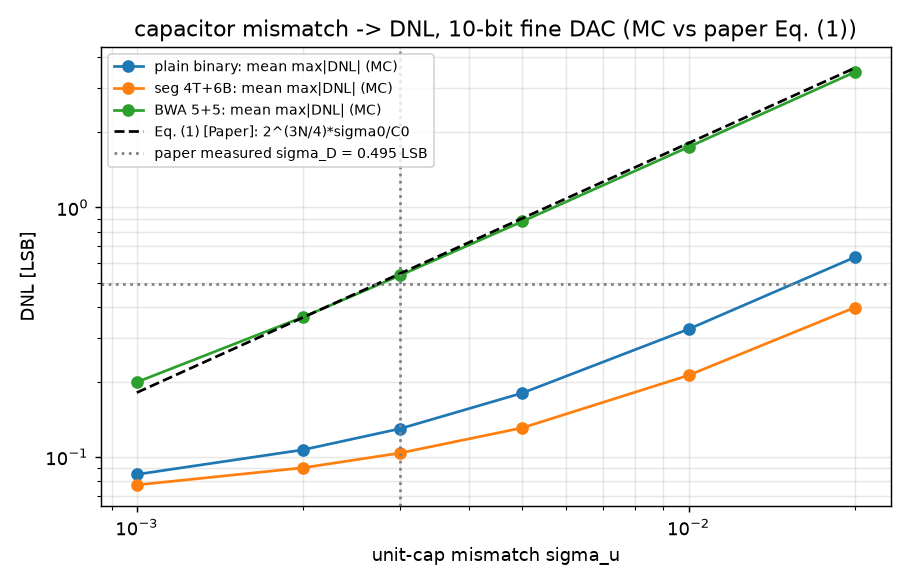 capacitor mismatch -> DNL, 10-bit fine DAC (MC vs paper Eq. (1))
plain binary: mean max|DNL| (MC)
seg 4T+6B: mean max|DNL| (MC)
BWA 5+5: mean max|DNL| (MC)
Eq. (1) [Paper]: 2^(3N/4)*sigma0/C0
paper measured sigma_D = 0.495 LSB
DNL [LSB]
10⁰
10⁻¹
10⁻³
10⁻²
unit-cap mismatch sigma_u